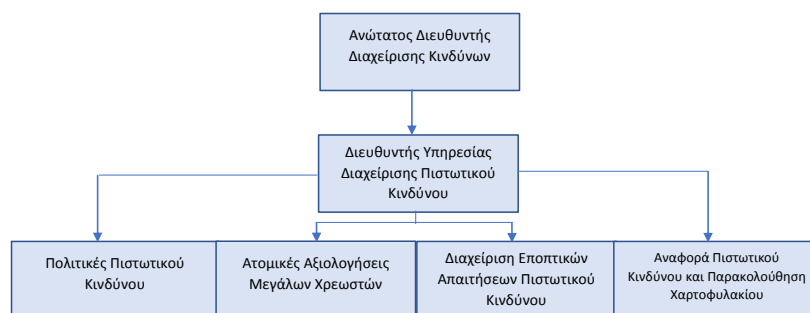 Ανώτατος Διευθυντής
Διαχείρισης Κινδύνων
Διευθυντής Υπηρεσίας
Διαχείρισης Πιστωτικού
Κινδύνου
Πολιτικές Πιστωτικού
Κινδύνου
Ατομικές Αξιολογήσεις
Μεγάλων Χρεωστών
Διαχείριση Εποπτικών
Απαιτήσεων Πιστωτικού
Κινδύνου
Αναφορά Πιστωτικού
Κινδύνου και Παρακολούθηση
Χαρτοφυλακίου